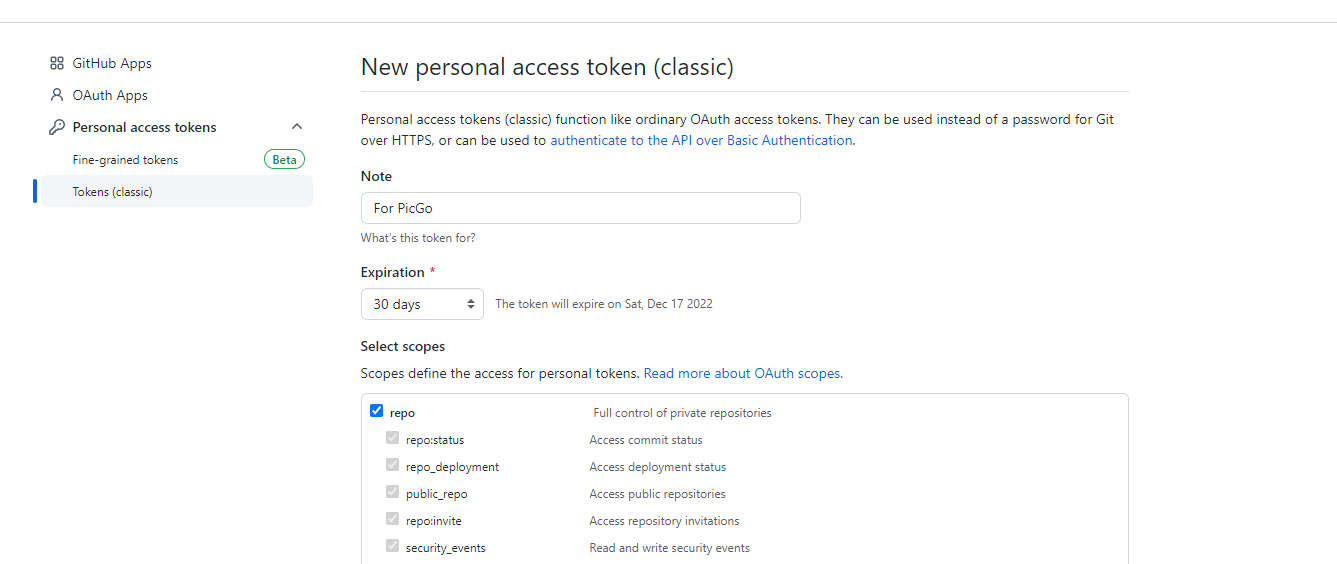 GitHub Apps
OAuth Apps
Personal access tokens
Fine-grained tokens Beta
Tokens (classic)
New personal access token (classic)
Personal access tokens (classic) function like ordinary OAuth access tokens. They can be used instead of a password for Git
over HTTPS, or can be used to authenticate to the API over Basic Authentication.
Note
For PicGo
What's this token for?
Expiration *
30 days The token will expire on Sat, Dec 17 2022
Select scopes
Scopes define the access for personal tokens. Read more about OAuth scopes.
repo Full control of private repositories
repo:status Access commit status
repo_deployment Access deployment status
public_repo Access public repositories
repo:invite Access repository invitations
security_events Read and write security events